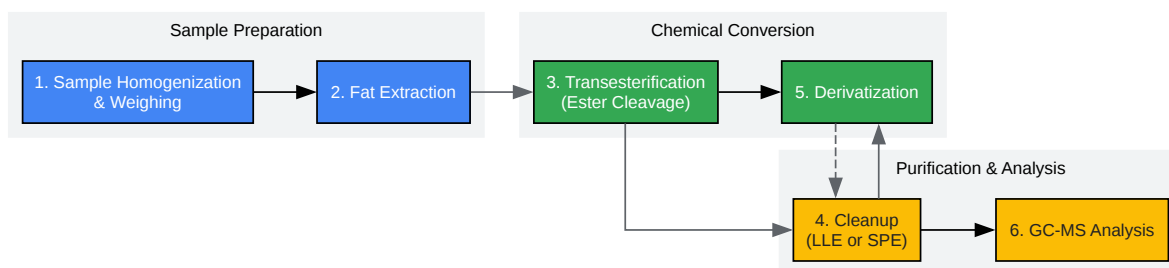 Sample Preparation
1. Sample Homogenization
& Weighing
2. Fat Extraction
Chemical Conversion
3. Transesterification
(Ester Cleavage)
5. Derivatization
Purification & Analysis
4. Cleanup
(LLE or SPE)
6. GC-MS Analysis